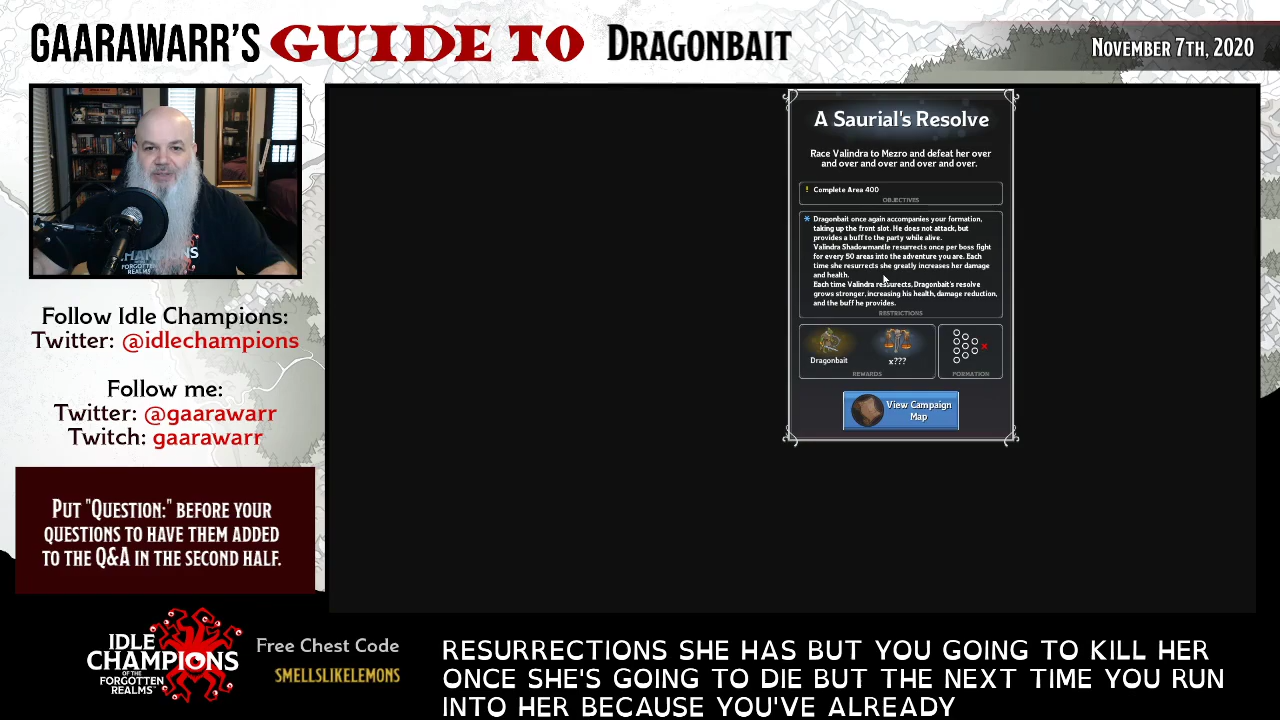 GAARAWARR'S GUIDE TO DRAGONBAIT
NOVEMBER 7TH, 2020
CHAMPIONS
FORGOTTEN
REALMS
Follow Idle Champions:
Twitter: @idlechampions
Follow me:
Twitter: @gaarawarr
Twitch: gaarawarr
PUT "QUESTION:" BEFORE YOUR
QUESTIONS TO HAVE THEM ADDED
TO THE Q&A IN THE SECOND HALF.
A Saurial's Resolve
Race Valindra to Mezro and defeat her over
and over and over and over and over.
! Complete Area 400
OBJECTIVES
* Dragonbait once again accompanies your formation,
taking up the front slot. He does not attack, but
provides a buff to the party while alive.
Valindra Shadowmantle resurrects once per boss fight
for every 50 areas into the adventure you are. Each
time she resurrects she greatly increases her damage
and health.
Each time Valindra resurrects, Dragonbait's resolve
grows stronger, increasing his health, damage reduction,
and the buff he provides.
RESTRICTIONS
Dragonbait
x???
REWARDS
FORMATION
View Campaign
Map
IDLE
CHAMPIONS
OF THE
FORGOTTEN
REALMS
Free Chest Code
SMELLSLIKELEMONS
RESURRECTIONS SHE HAS BUT YOU GOING TO KILL HER
ONCE SHE'S GOING TO DIE BUT THE NEXT TIME YOU RUN
INTO HER BECAUSE YOU'VE ALREADY